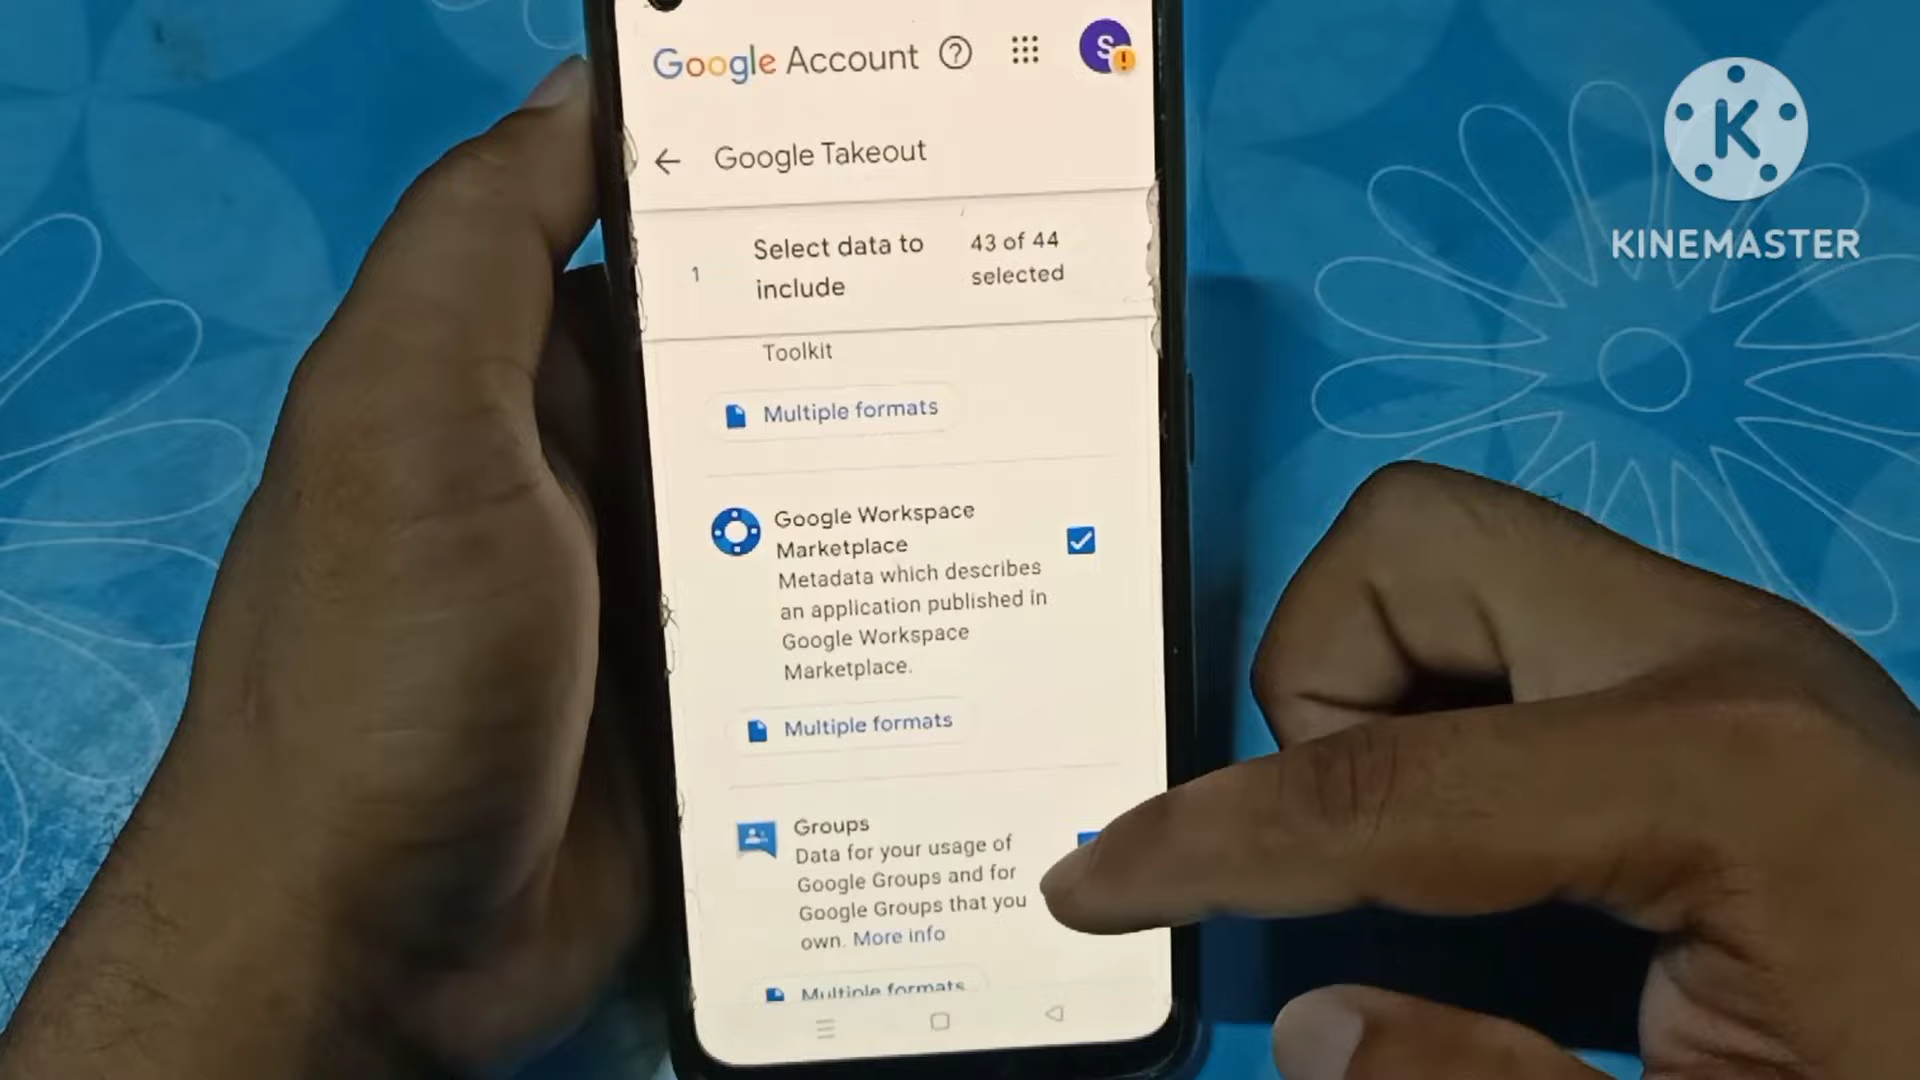 Google Account
S
Google Takeout
1
Select data to
include
43 of 44
selected
Toolkit
Multiple formats
Google Workspace
Marketplace
Metadata which describes
an application published in
Google Workspace
Marketplace.
Multiple formats
Groups
Data for your usage of
Google Groups and for
Google Groups that you
own. More info
Multiple formats
K
KINEMASTER